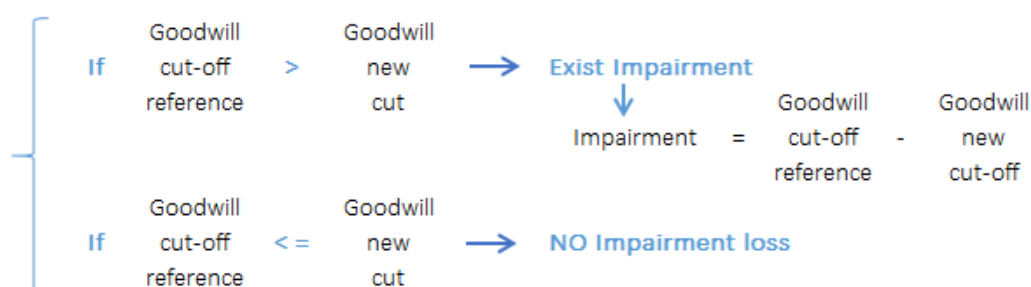 Goodwill Goodwill
If cut-off > new → Exist Impairment
reference cut ↓ Goodwill Goodwill
Impairment = cut-off - new
reference cut-off
Goodwill Goodwill
If cut-off < = new → NO Impairment loss
reference cut